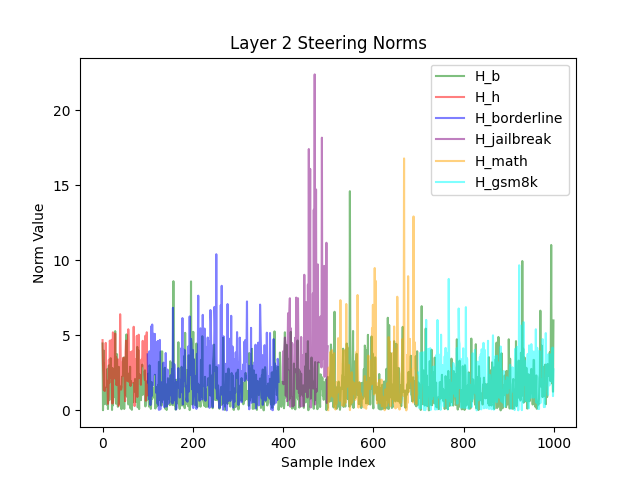 Layer 2 Steering Norms
H_b
H_h
H_borderline
H_jailbreak
H_math
H_gsm8k
20
15
10
5
0
Norm Value
0
200
400
600
800
1000
Sample Index